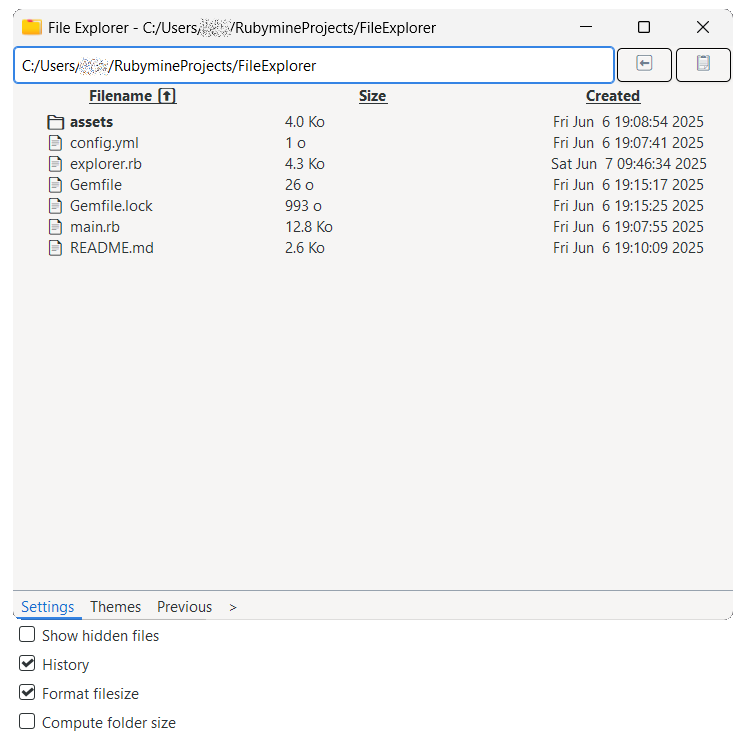 File Explorer - C:/Users/ /RubymineProjects/FileExplorer
C:/Users/ /RubymineProjects/FileExplorer
Filename [↑] Size Created
assets 4.0 Ko Fri Jun  6 19:08:54 2025
config.yml 1 o Fri Jun  6 19:07:41 2025
explorer.rb 4.3 Ko Sat Jun  7 09:46:34 2025
Gemfile 26 o Fri Jun  6 19:15:17 2025
Gemfile.lock 993 o Fri Jun  6 19:15:25 2025
main.rb 12.8 Ko Fri Jun  6 19:07:55 2025
README.md 2.6 Ko Fri Jun  6 19:10:09 2025
Settings Themes Previous >
Show hidden files
History
Format filesize
Compute folder size